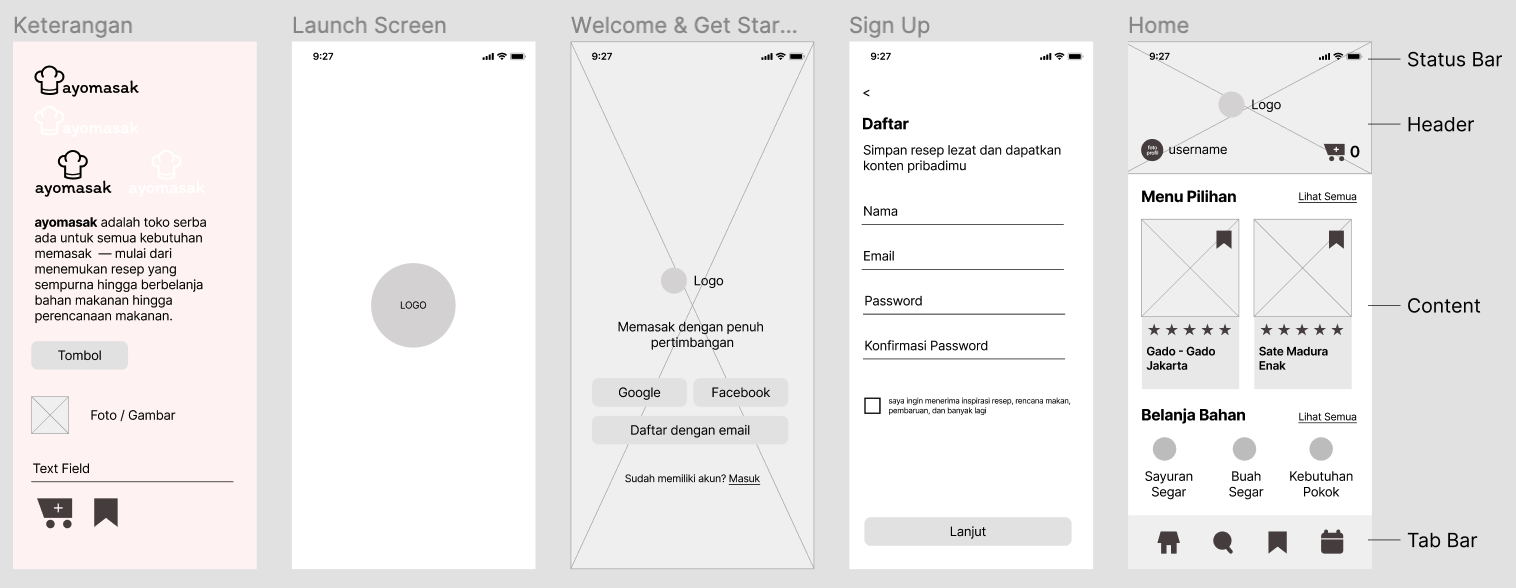 Keterangan
ayomasak
ayomasak
ayomasak
ayomasak
ayomasak adalah toko serba
ada untuk semua kebutuhan
memasak — mulai dari
menemukan resep yang
sempurna hingga berbelanja
bahan makanan hingga
perencanaan makanan.
Tombol
Foto / Gambar
Text Field
Launch Screen
9:27
LOGO
Welcome & Get Star...
9:27
Logo
Memasak dengan penuh
pertimbangan
Google
Facebook
Daftar dengan email
Sudah memiliki akun? Masuk
Sign Up
9:27
<
Daftar
Simpan resep lezat dan dapatkan
konten pribadimu
Nama
Email
Password
Konfirmasi Password
saya ingin menerima inspirasi resep, rencana makan,
pembaruan, dan banyak lagi
Lanjut
Home
9:27
Logo
foto
profil
username
0
Menu Pilihan
Lihat Semua
Gado - Gado
Jakarta
Sate Madura
Enak
Belanja Bahan
Lihat Semua
Sayuran
Segar
Buah
Segar
Kebutuhan
Pokok
Status Bar
Header
Content
Tab Bar